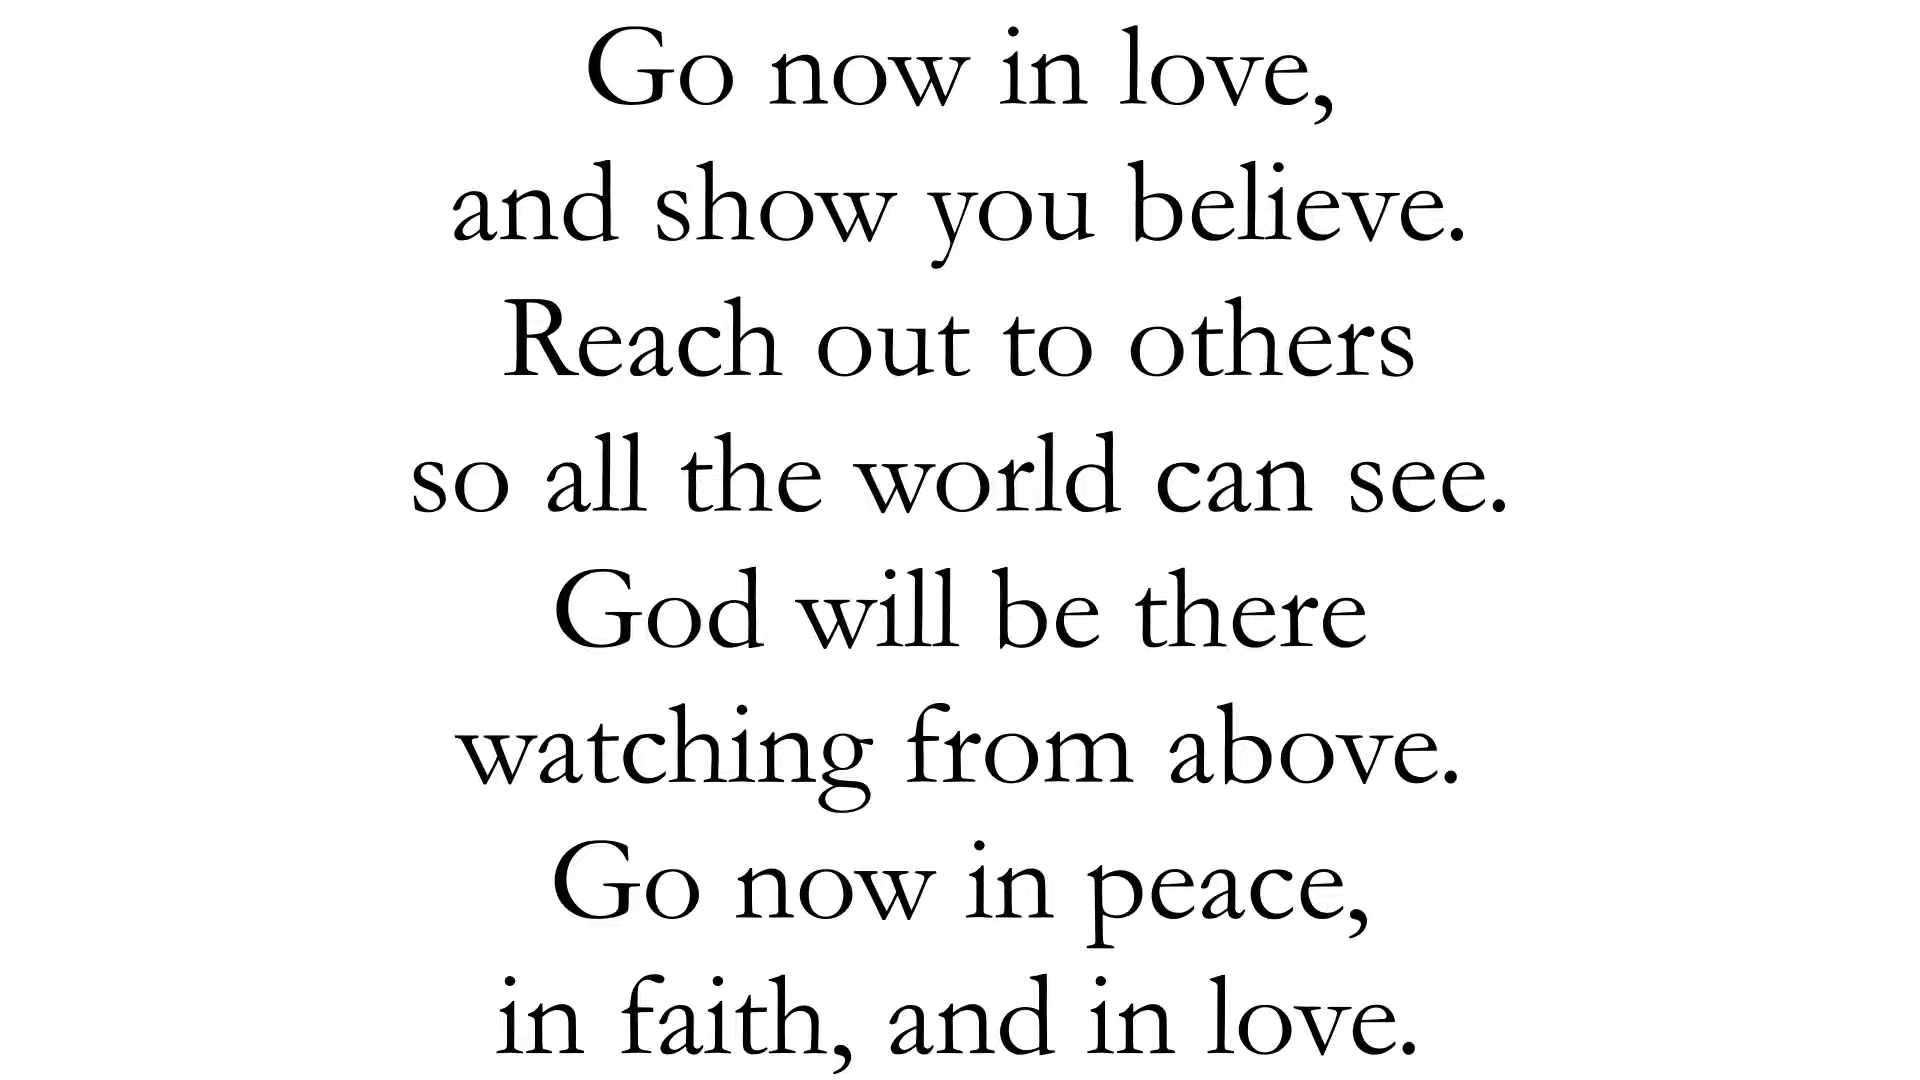 Go now in love,
and show you believe.
Reach out to others
so all the world can see.
God will be there
watching from above.
Go now in peace,
in faith, and in love.